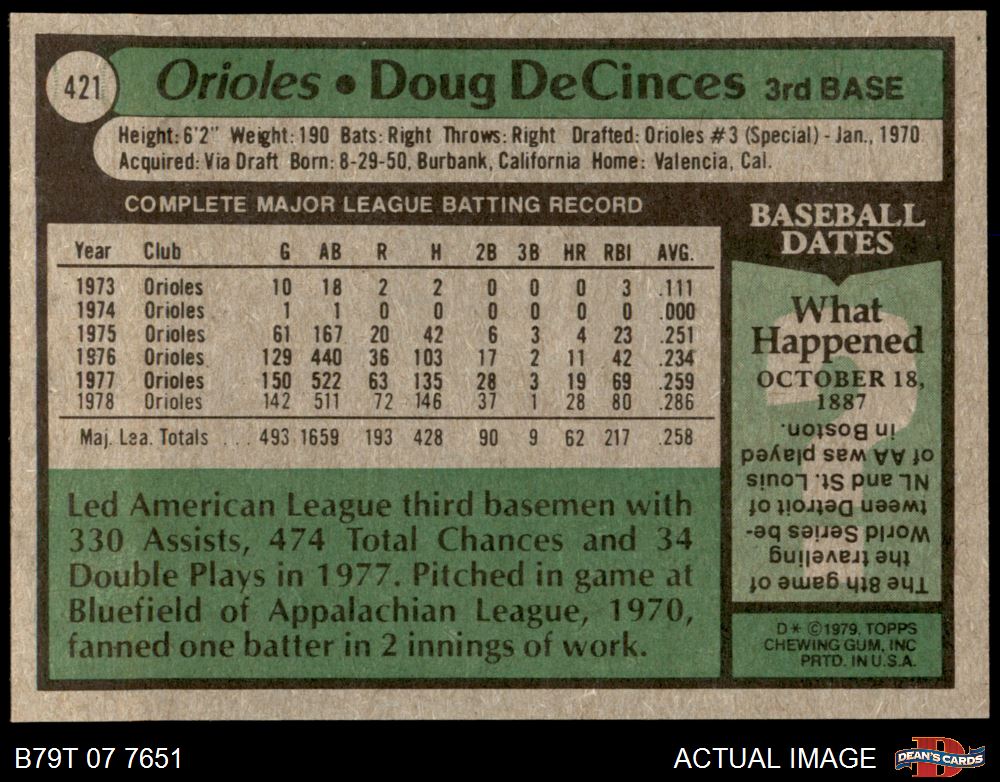 421
Orioles • Doug DeCinces 3rd BASE
Height: 6'2" Weight: 190 Bats: Right Throws: Right Drafted: Orioles #3 (Special) - Jan., 1970
Acquired: Via Draft Born: 8-29-50, Burbank, California Home: Valencia, Cal.
COMPLETE MAJOR LEAGUE BATTING RECORD
Year Club G AB R H 2B 3B HR RBI AVG.
1973 Orioles 10 18 2 2 0 0 0 3 .111
1974 Orioles 1 1 0 0 0 0 0 0 .000
1975 Orioles 61 167 20 42 6 3 4 23 .251
1976 Orioles 129 440 36 103 17 2 11 42 .234
1977 Orioles 150 522 63 135 28 3 19 69 .259
1978 Orioles 142 511 72 146 37 1 28 80 .286
Maj. Lea. Totals ... 493 1659 193 428 90 9 62 217 .258
Led American League third basemen with
330 Assists, 474 Total Chances and 34
Double Plays in 1977. Pitched in game at
Bluefield of Appalachian League, 1970,
fanned one batter in 2 innings of work.
BASEBALL
DATES
What
Happened
OCTOBER 18,
1887
The 8th game of
the traveling
World Series be-
tween Detroit of
NL and St. Louis
of AA was played
in Boston.
D* ©1979. TOPPS
CHEWING GUM, INC
PRTD. IN U.S.A.
B79T 07 7651
ACTUAL IMAGE
DEAN'S CARDS